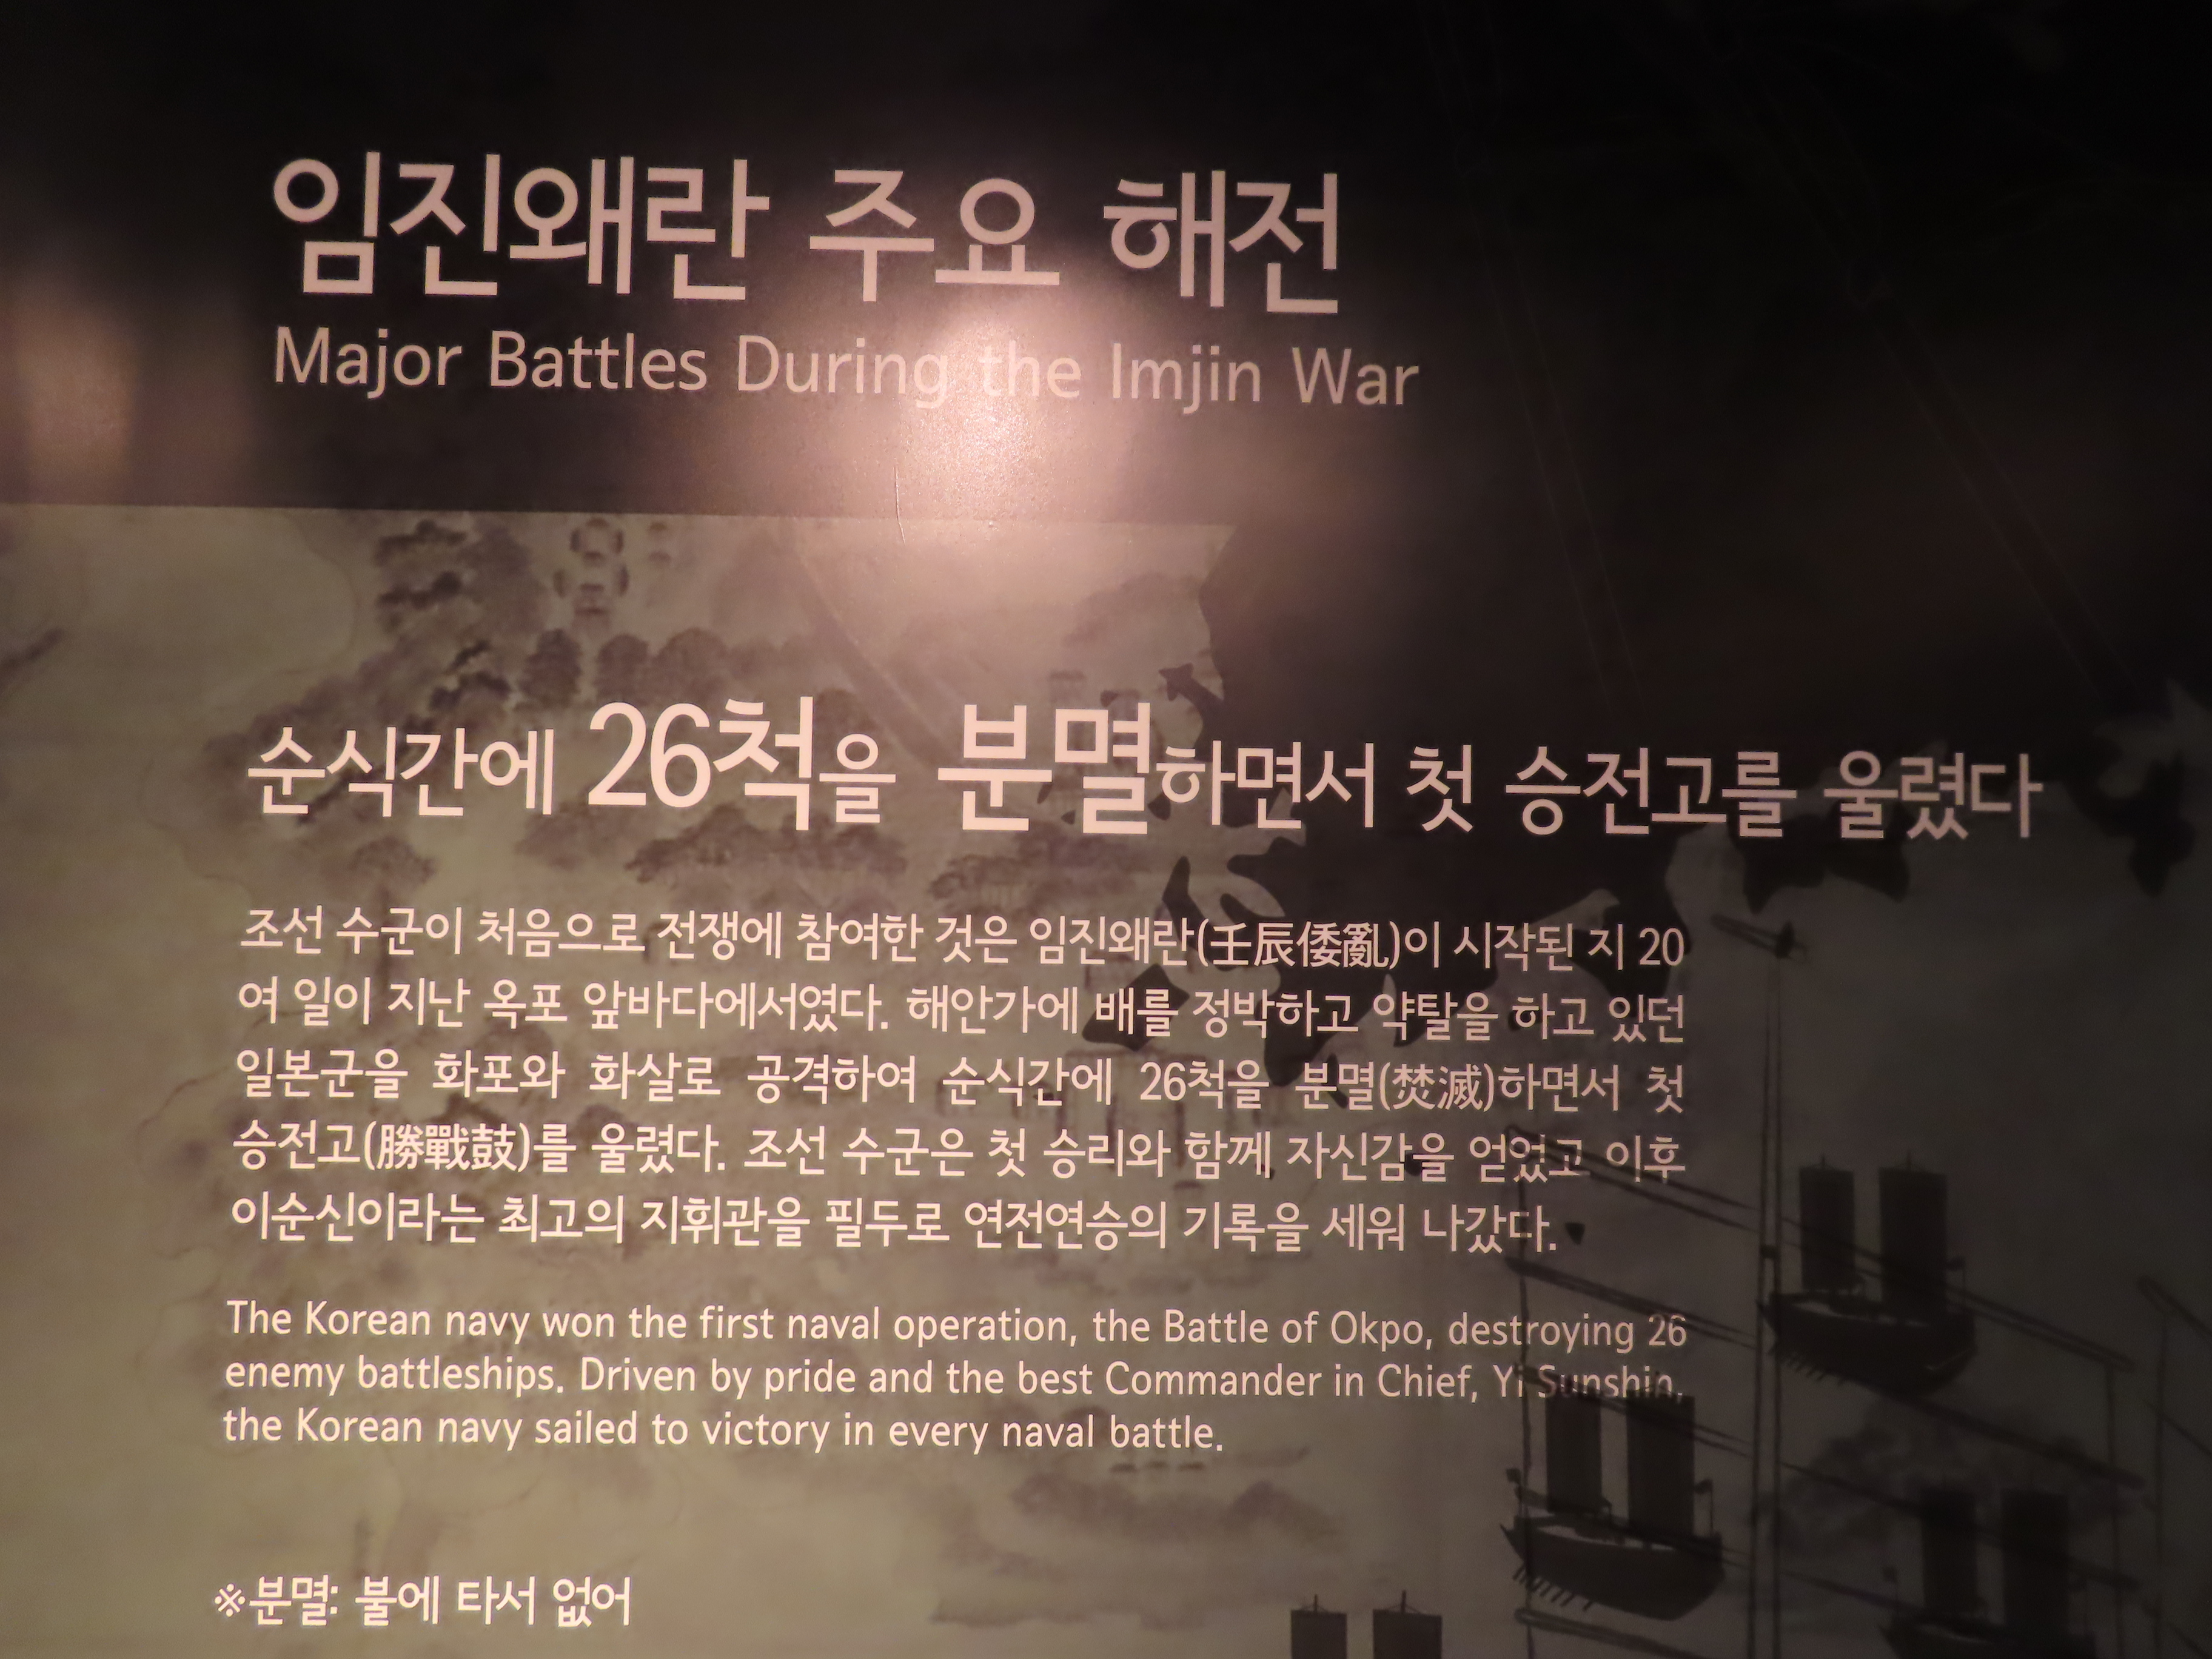 임진왜란 주요 해전
Major Battles During the Imjin War
순식간에 26척을 분멸하면서 첫 승전고를 울렸다
조선 수군이 처음으로 전쟁에 참여한 것은 임진왜란(壬辰倭亂)이 시작된 지 20
여 일이 지난 옥포 앞바다에서였다. 해안가에 배를 정박하고 약탈을 하고 있던
일본군을 화포와 화살로 공격하여 순식간에 26척을 분멸(焚滅)하면서 첫
승전고(勝戰鼓)를 울렸다. 조선 수군은 첫 승리와 함께 자신감을 얻었고 이후
이순신이라는 최고의 지휘관을 필두로 연전연승의 기록을 세워 나갔다.
The Korean navy won the first naval operation, the Battle of Okpo, destroying 26
enemy battleships. Driven by pride and the best Commander in Chief, Yi Sunshin,
the Korean navy sailed to victory in every naval battle.
※분멸: 불에 타서 없어